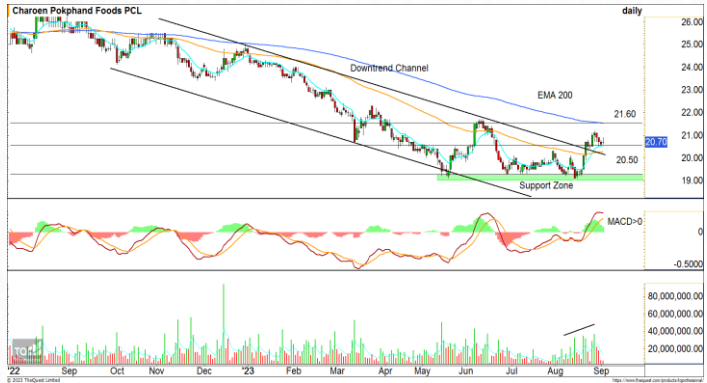 Charoen Pokphand Foods PCL daily
26.00
25.00
Downtrend Channel
24.00
23.00
EMA 200
22.00
21.60
21.00
20.70
20.50
20.00
Support Zone
19.00
MACD>0
0
-0.5000
80,000,000.00
60,000,000.00
40,000,000.00
20,000,000.00
'22 Sep Oct Nov Dec '23 Feb Mar Apr May Jun Jul Aug Sep
© 2023 TheQuest Limited